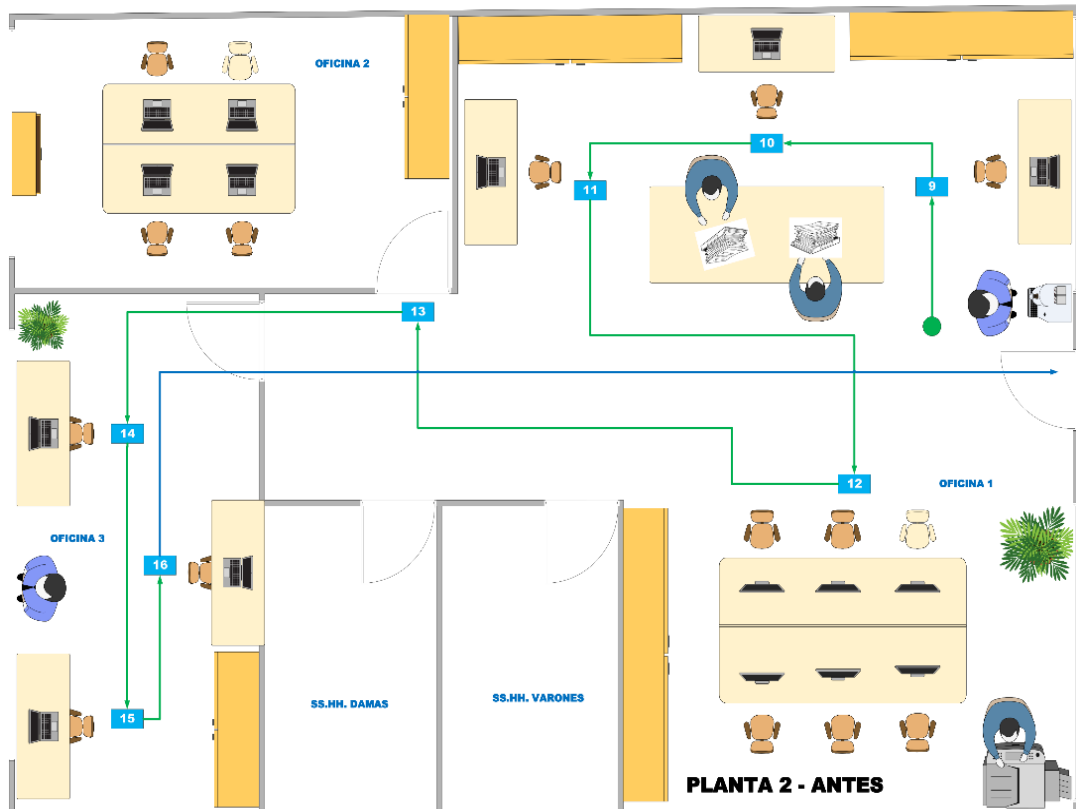 OFICINA 2
10
11
9
13
14
12
OFICINA 1
OFICINA 3
16
SS.HH. DAMAS
SS.HH. VARONES
15
PLANTA 2 - ANTES